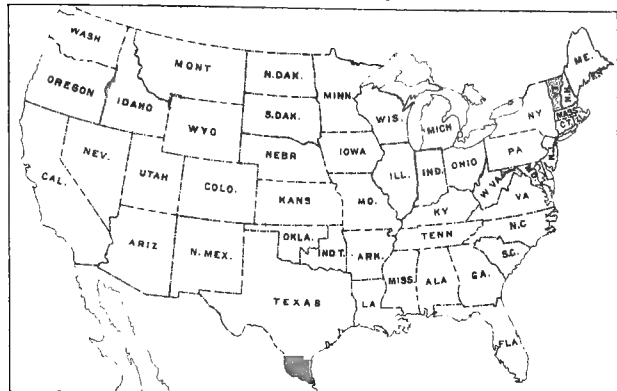 WASH
MONT
N.DAK.
MINN.
ME.
OREGON
IDAHO
S.DAK.
WIS.
MICH
NY
N.H.
MASS.
CT.
WYO
NEBR
IOWA
PA
N.J.
NEV.
UTAH
COLO.
ILL.
IND.
OHIO
W VA
VA
CAL.
KANS
MO.
KY
N.C
TENN
ARIZ
N.MEX.
OKLA.
IND T.
ARK.
S.C.
MISS
ALA
GA.
TEXAS
LA
FLA